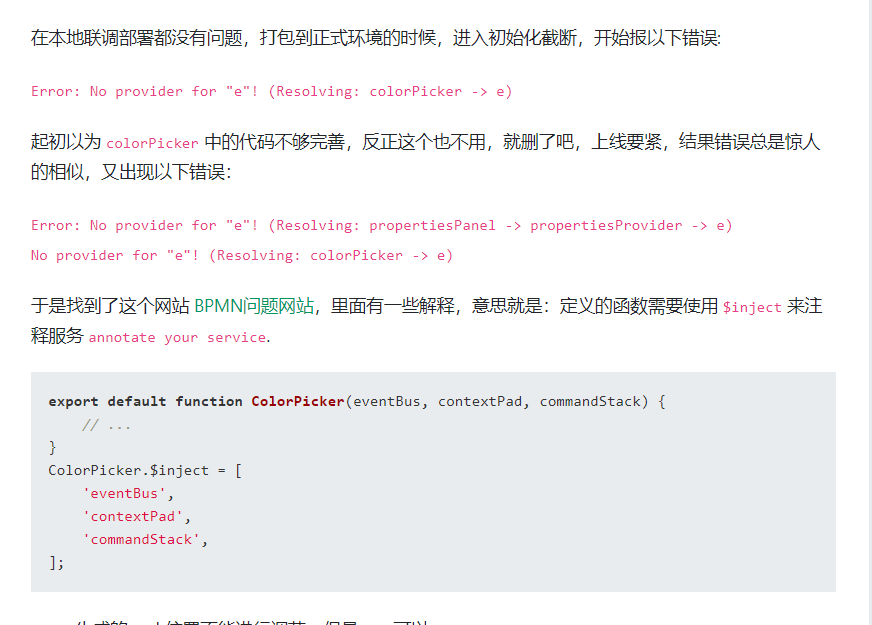 在本地联调部署都没有问题，打包到正式环境的时候，进入初始化截断，开始报以下错误:
Error: No provider for "e"! (Resolving: colorPicker -> e)
起初以为 colorPicker 中的代码不够完善，反正这个也不用，就删了吧，上线要紧，结果错误总是惊人
的相似，又出现以下错误：
Error: No provider for "e"! (Resolving: propertiesPanel -> propertiesProvider -> e)
No provider for "e"! (Resolving: colorPicker -> e)
于是找到了这个网站 BPMN问题网站，里面有一些解释，意思就是：定义的函数需要使用 $inject 来注
释服务 annotate your service.
export default function ColorPicker(eventBus, contextPad, commandStack) {
// ...
}
ColorPicker.$inject = [
'eventBus',
'contextPad',
'commandStack',
];